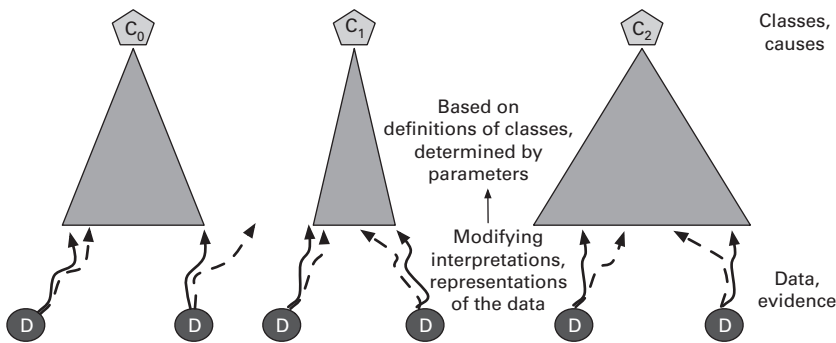 C0
C1
C2
Classes,
causes
Based on
definitions of classes,
determined by
parameters
Modifying
interpretations,
representations
of the data
Data,
evidence
D
D
D
D
D
D